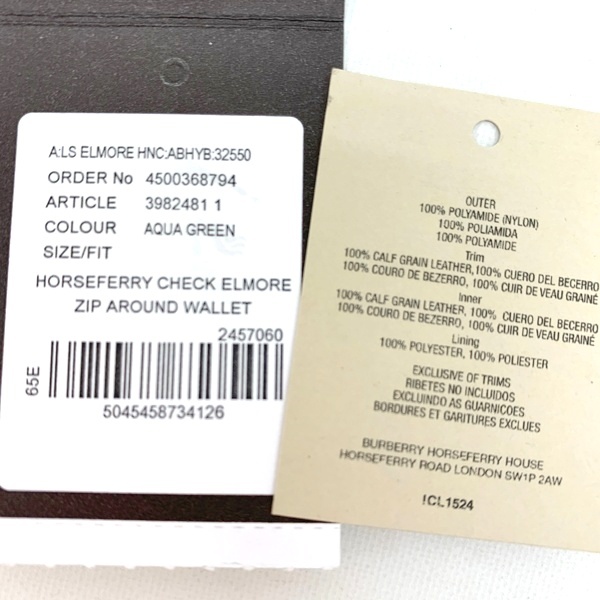 A:LS ELMORE HNC:ABHYB:32550
ORDER No 4500368794
ARTICLE 3982481 1
COLOUR AQUA GREEN
SIZE/FIT
HORSEFERRY CHECK ELMORE
ZIP AROUND WALLET
2457060
65E
5045458734126
OUTER
100% POLYAMIDE (NYLON)
100% POLIAMIDA
100% POLYAMIDE
Trim
100% CALF GRAIN LEATHER, 100% CUERO DEL BECERRO
100% COURO DE BEZERRO, 100% CUIR DE VEAU GRAINÉ
Inner
100% CALF GRAIN LEATHER, 100% CUERO DEL BECERRO
100% COURO DE BEZERRO, 100% CUIR DE VEAU GRAINÉ
Lining
100% POLYESTER, 100% POLIESTER
EXCLUSIVE OF TRIMS
RIBETES NO INCLUIDOS
EXCLUINDO AS GUARNICOES
BORDURES ET GARITURES EXCLUES
BURBERRY HORSEFERRY HOUSE
HORSEFERRY ROAD LONDON SW1P 2AW
ICL1524